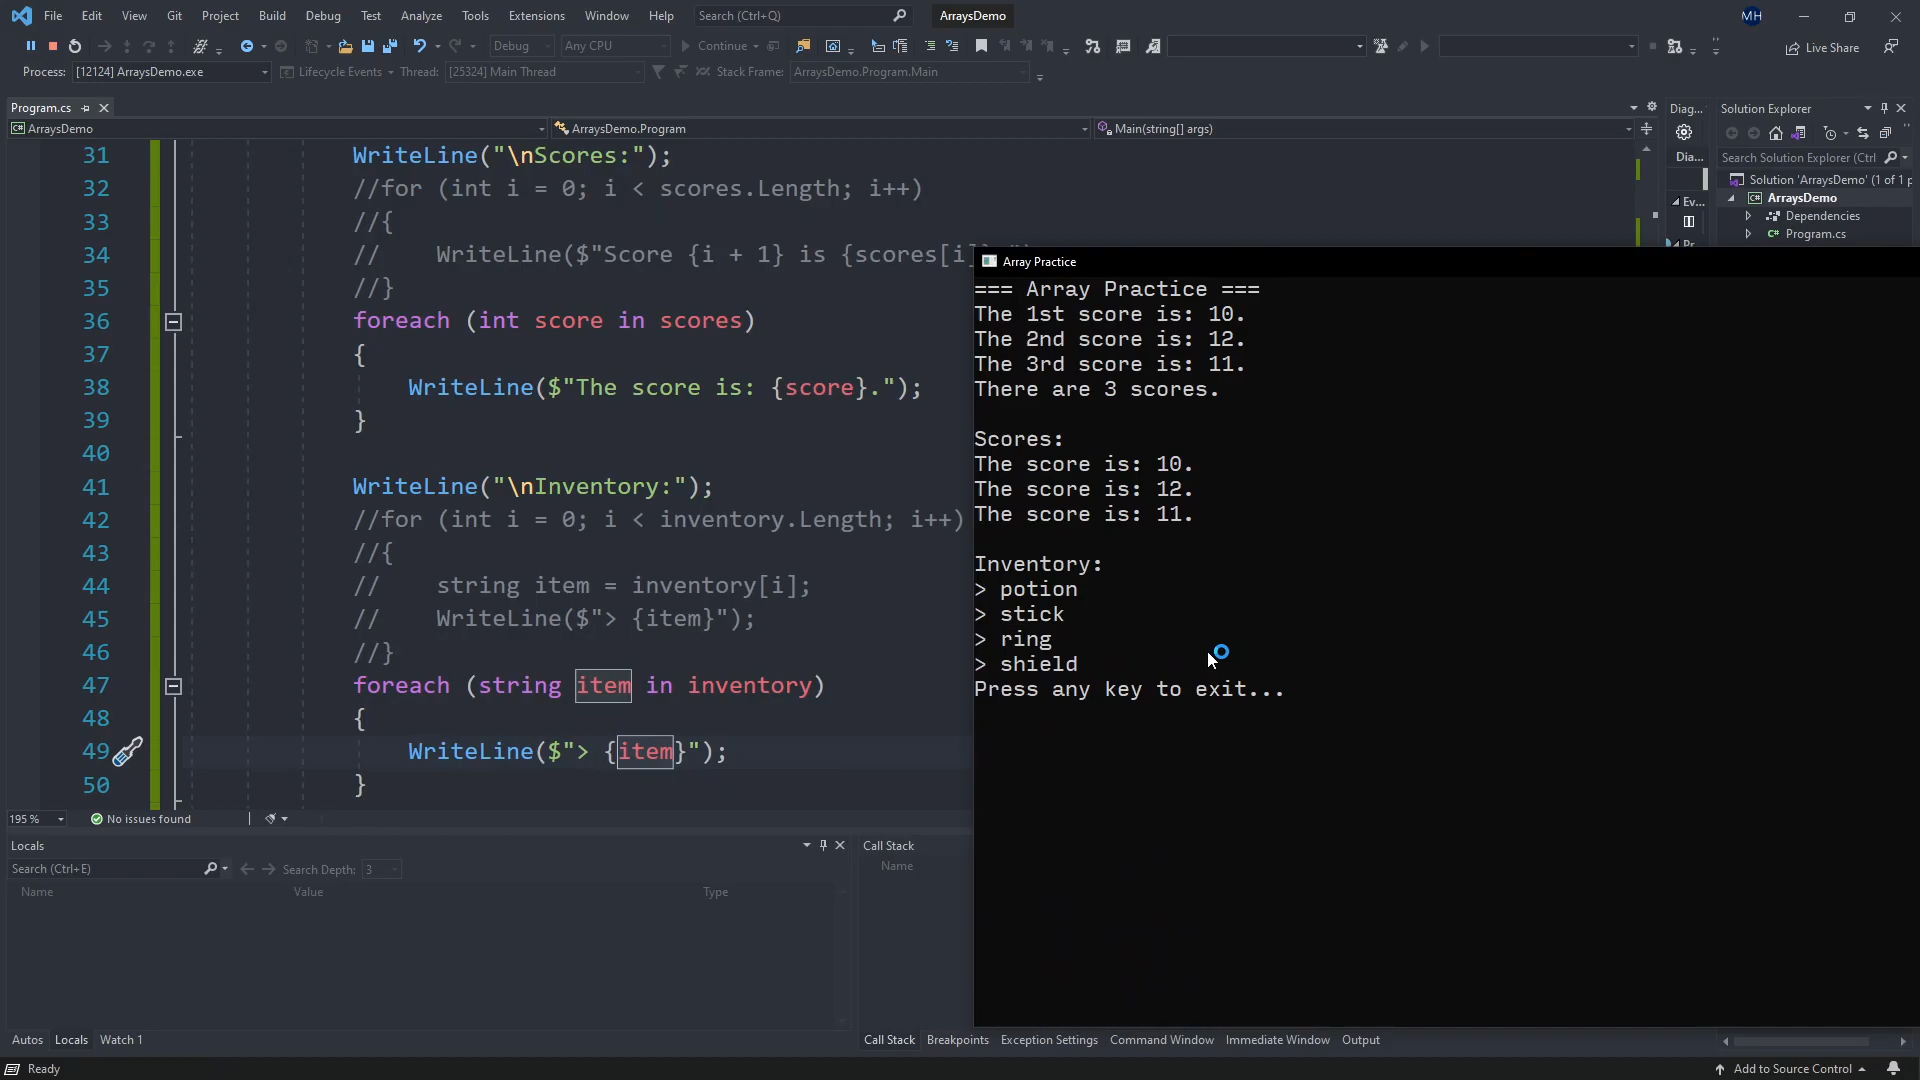 File Edit View Git Project Build Debug Test Analyze Tools Extensions Window Help Search (Ctrl+Q) ArraysDemo MH
Debug Any CPU Continue Live Share
Process: [12124] ArraysDemo.exe Lifecycle Events Thread: [25324] Main Thread Stack Frame: ArraysDemo.Program.Main
Program.cs
ArraysDemo ArraysDemo.Program Main(string[] args)
31 WriteLine("\nScores:");
32 //for (int i = 0; i < scores.Length; i++)
33 //{
34 //    WriteLine($"Score {i + 1} is {scores[i]
35 //}
36 foreach (int score in scores)
37 {
38     WriteLine($"The score is: {score}.");
39 }
40
41 WriteLine("\nInventory:");
42 //for (int i = 0; i < inventory.Length; i++)
43 //{
44 //    string item = inventory[i];
45 //    WriteLine($"> {item}");
46 //}
47 foreach (string item in inventory)
48 {
49     WriteLine($"> {item}");
50 }
195 % No issues found
Array Practice
=== Array Practice ===
The 1st score is: 10.
The 2nd score is: 12.
The 3rd score is: 11.
There are 3 scores.
Scores:
The score is: 10.
The score is: 12.
The score is: 11.
Inventory:
> potion
> stick
> ring
> shield
Press any key to exit...
Diag...
Dia...
Ev...
Solution Explorer
Search Solution Explorer (Ctrl
Solution 'ArraysDemo' (1 of 1 p
ArraysDemo
Dependencies
C# Program.cs
Locals
Search (Ctrl+E) Search Depth: 3
Name Value Type
Call Stack
Name
Autos Locals Watch 1
Call Stack Breakpoints Exception Settings Command Window Immediate Window Output
Ready Add to Source Control